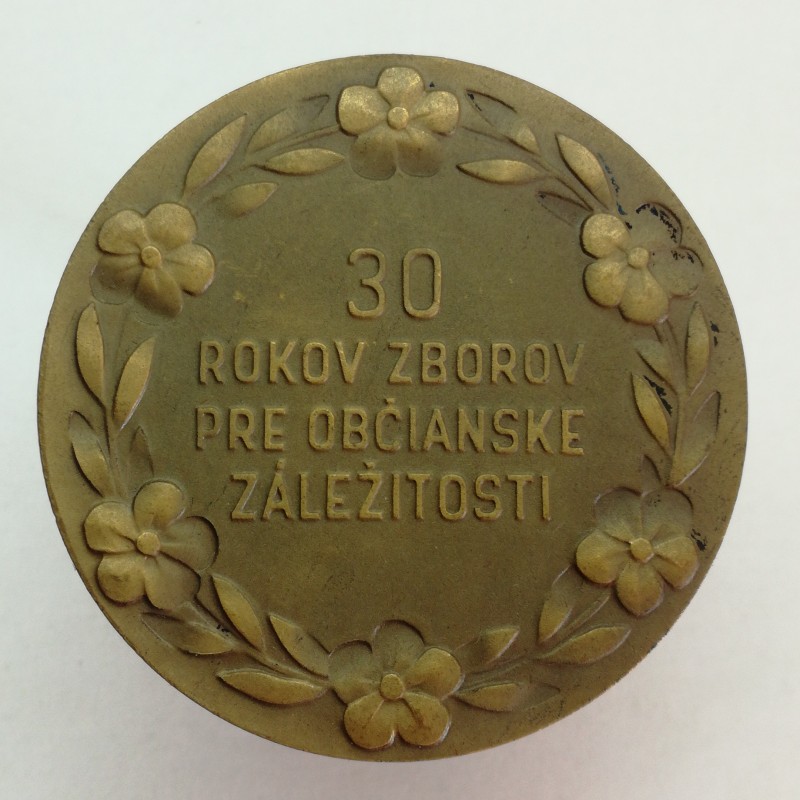 30
ROKOV ZBOROV
PRE OBČIANSKE
ZÁLEŽITOSTI